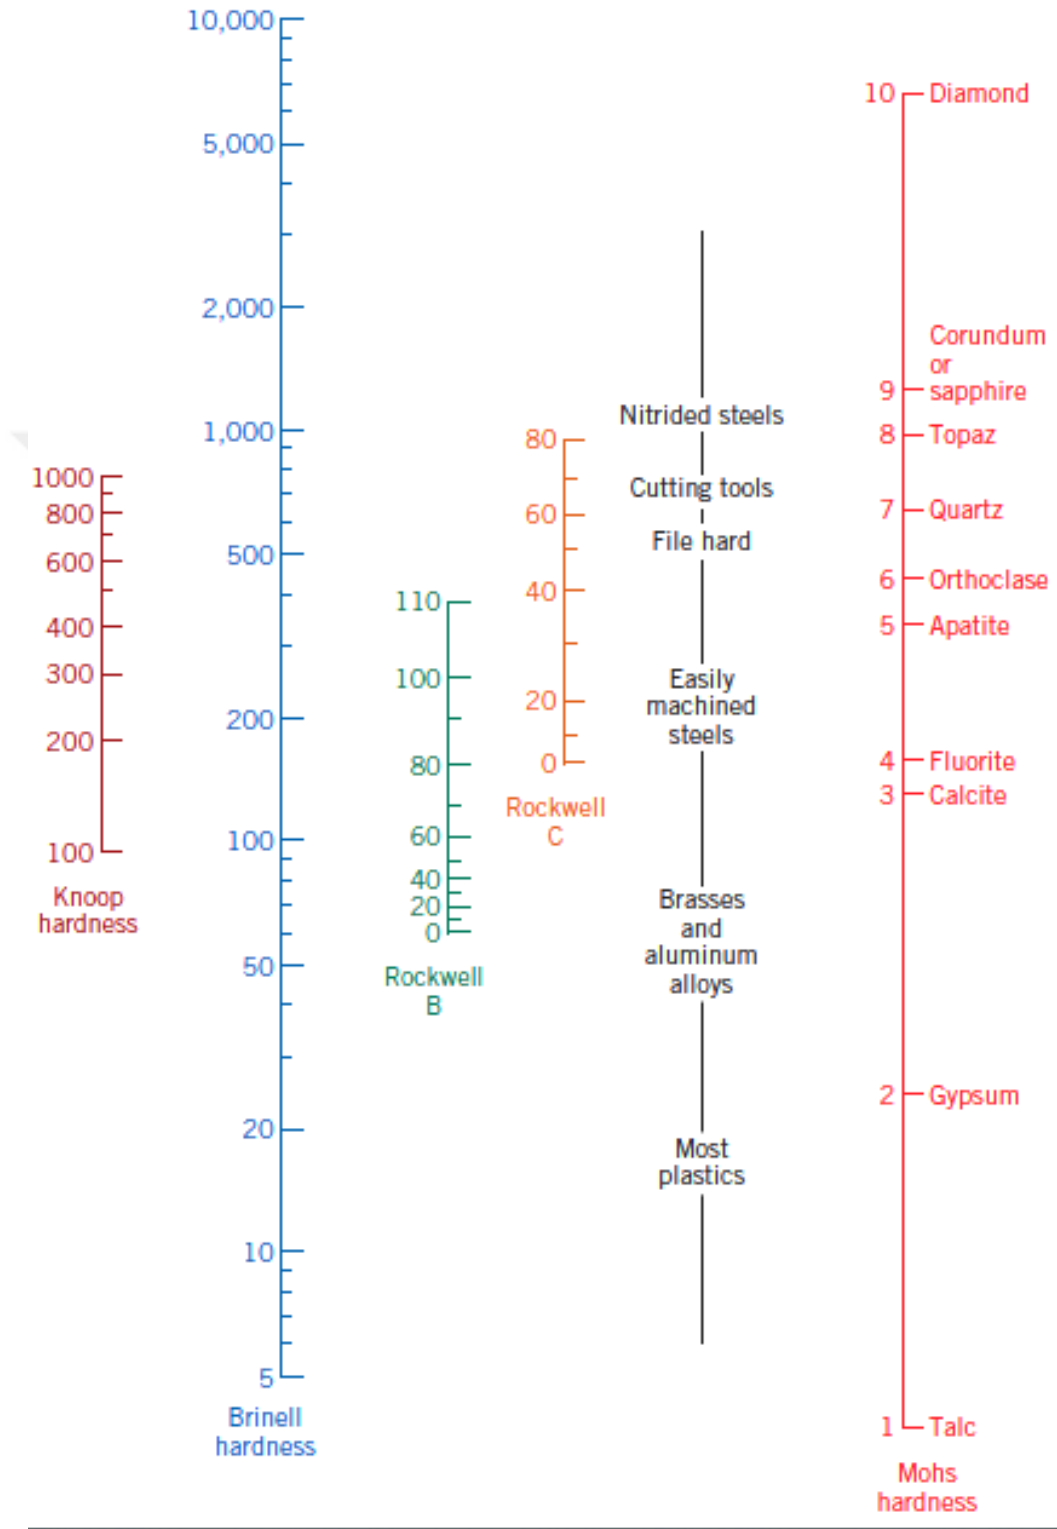 1000
800
600
400
300
200
100
Knoop
hardness
10,000
5,000
2,000
1,000
500
200
100
50
20
10
5
Brinell
hardness
110
100
80
60
40
20
0
Rockwell
B
80
60
40
20
0
Rockwell
C
Nitrided steels
Cutting tools
File hard
Easily
machined
steels
Brasses
and
aluminum
alloys
Most
plastics
10 Diamond
Corundum
or
9 sapphire
8 Topaz
7 Quartz
6 Orthoclase
5 Apatite
4 Fluorite
3 Calcite
2 Gypsum
1 Talc
Mohs
hardness